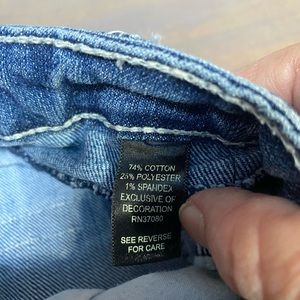 74% COTTON
25% POLYESTER
1% SPANDEX
EXCLUSIVE OF
DECORATION
RN37080
SEE REVERSE
FOR CARE